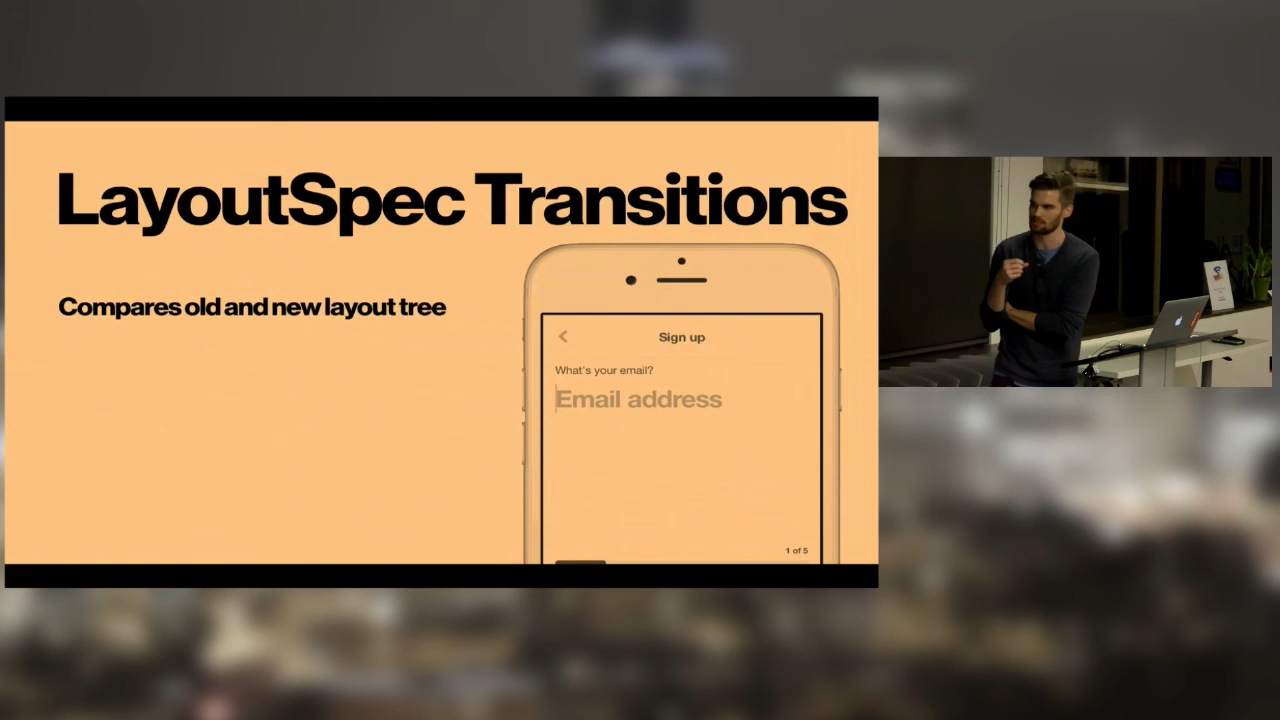 LayoutSpec Transitions
Compares old and new layout tree
Sign up
What's your email?
Email address
1 of 5